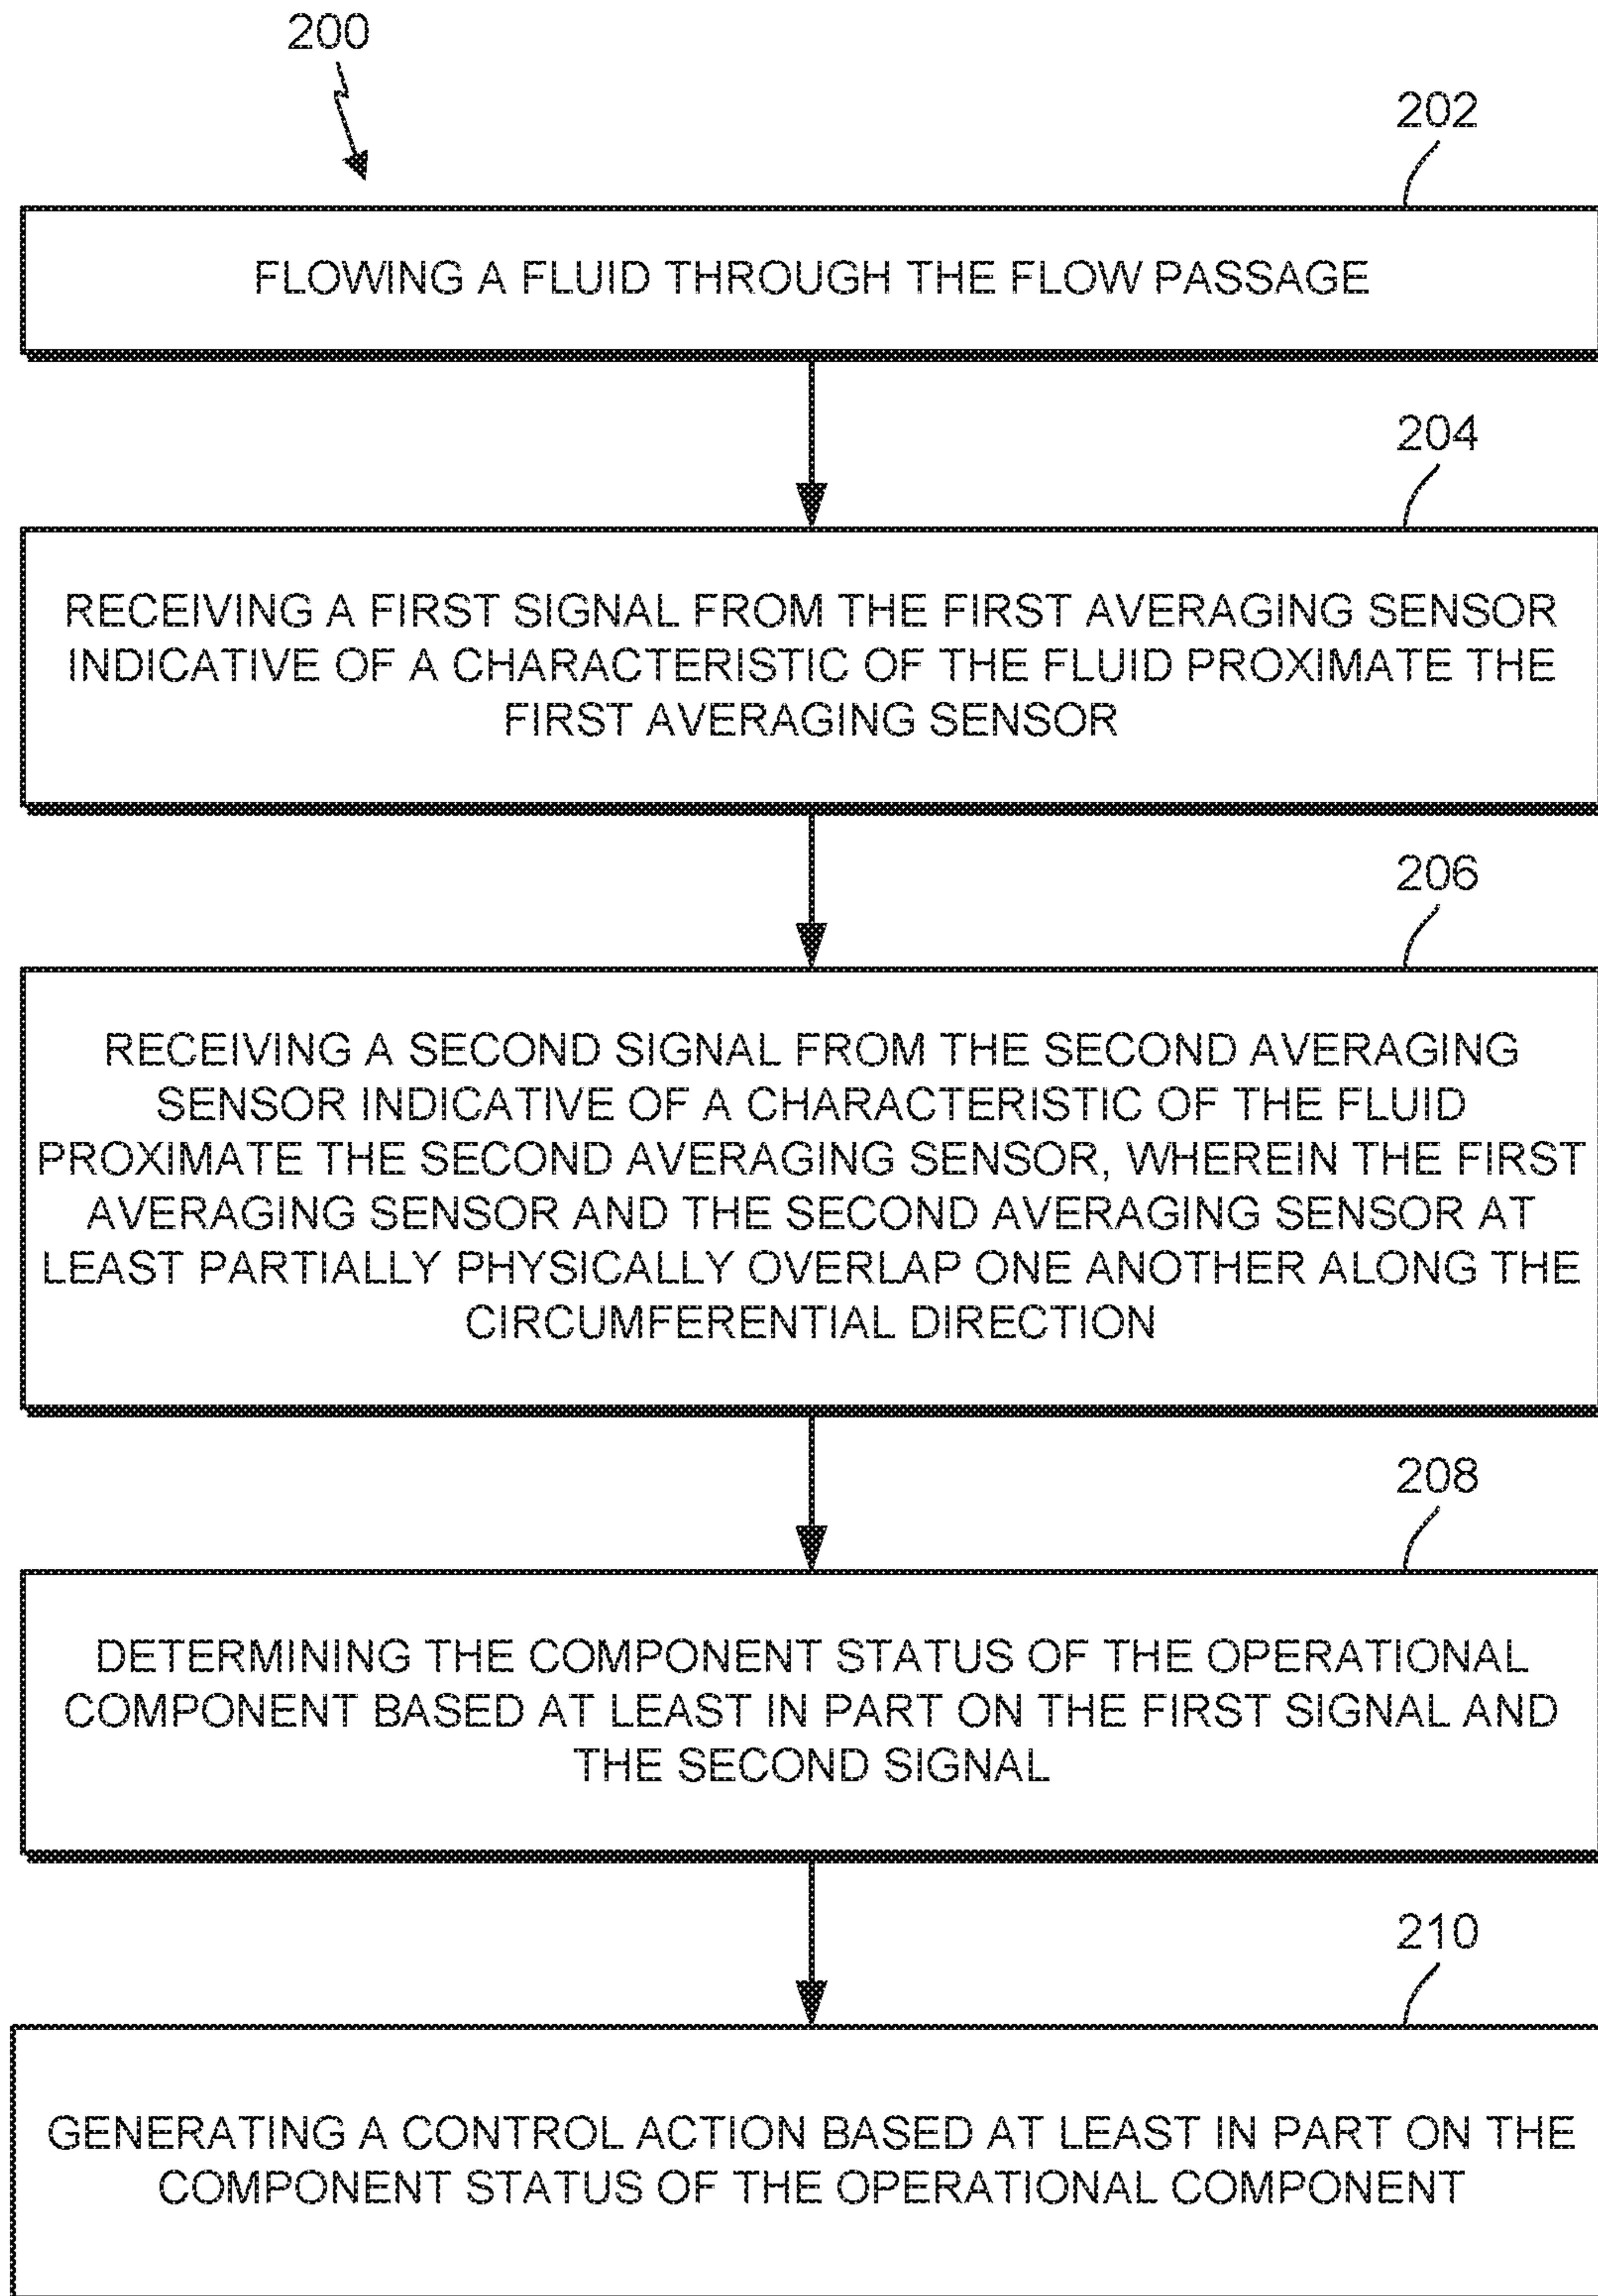 200
202
FLOWING A FLUID THROUGH THE FLOW PASSAGE
204
RECEIVING A FIRST SIGNAL FROM THE FIRST AVERAGING SENSOR
INDICATIVE OF A CHARACTERISTIC OF THE FLUID PROXIMATE THE
FIRST AVERAGING SENSOR
206
RECEIVING A SECOND SIGNAL FROM THE SECOND AVERAGING
SENSOR INDICATIVE OF A CHARACTERISTIC OF THE FLUID
PROXIMATE THE SECOND AVERAGING SENSOR, WHEREIN THE FIRST
AVERAGING SENSOR AND THE SECOND AVERAGING SENSOR AT
LEAST PARTIALLY PHYSICALLY OVERLAP ONE ANOTHER ALONG THE
CIRCUMFERENTIAL DIRECTION
208
DETERMINING THE COMPONENT STATUS OF THE OPERATIONAL
COMPONENT BASED AT LEAST IN PART ON THE FIRST SIGNAL AND
THE SECOND SIGNAL
210
GENERATING A CONTROL ACTION BASED AT LEAST IN PART ON THE
COMPONENT STATUS OF THE OPERATIONAL COMPONENT